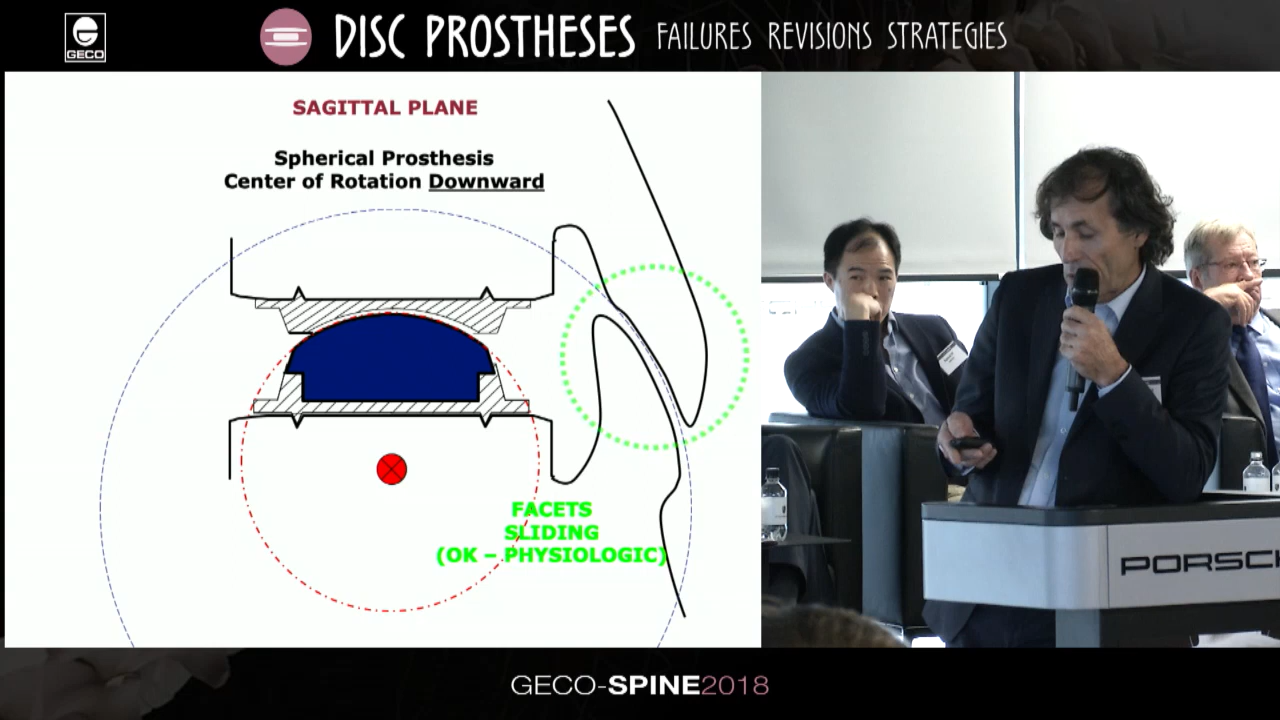 GECO
DISC PROSTHESES FAILURES REVISIONS STRATEGIES
SAGITTAL PLANE
Spherical Prosthesis
Center of Rotation Downward
FACETS
SLIDING
(OK – PHYSIOLOGIC)
PORSCH
GECO-SPINE2018